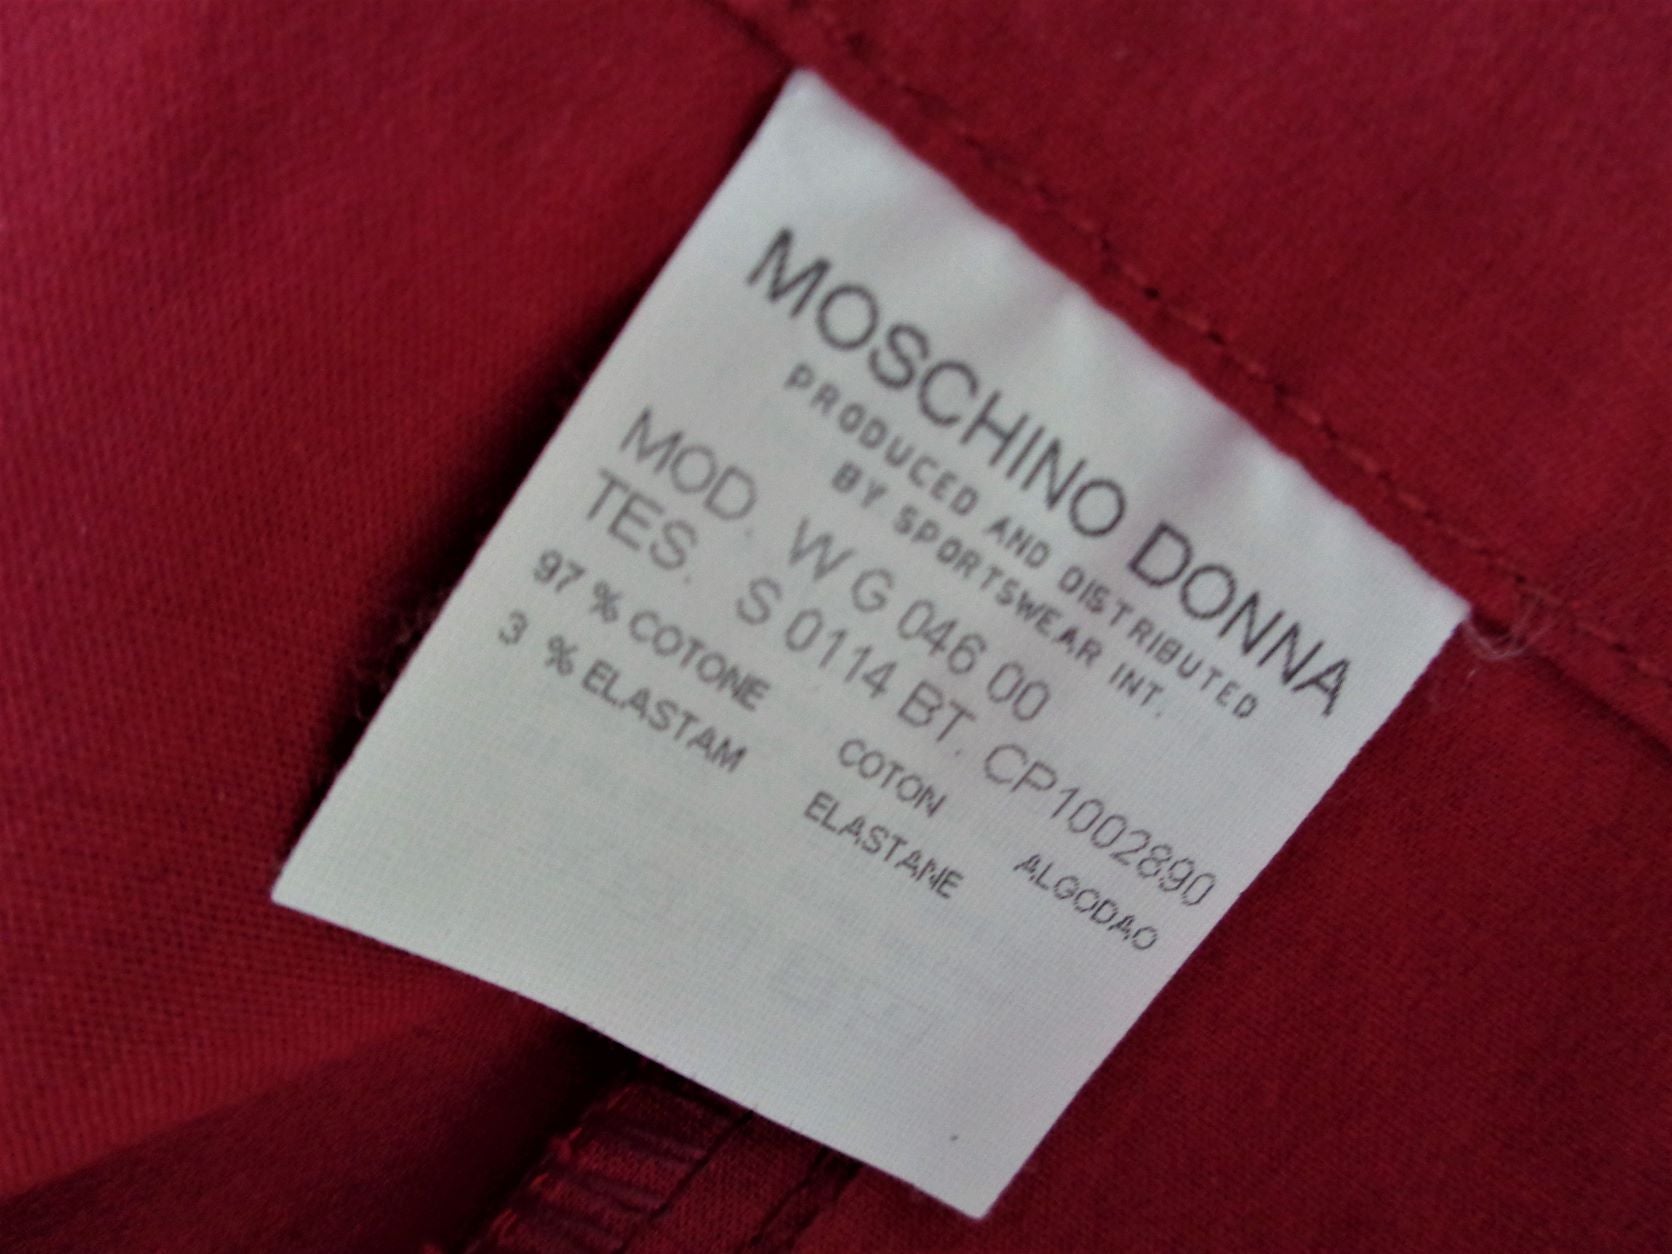 MOSCHINO DONNA
PRODUCED AND DISTRIBUTED
BY SPORTSWEAR INT.
MOD. W G 046 00
TES. S 0114 BT. CP1002890
97 % COTONE COTON ALGODAO
3 % ELASTAM ELASTANE